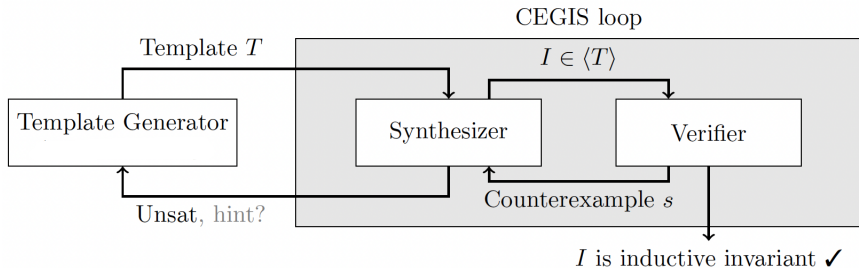 CEGIS loop
Template T
I ∈ ⟨T⟩
Template Generator
Synthesizer
Verifier
Unsat, hint?
Counterexample s
I is inductive invariant ✓